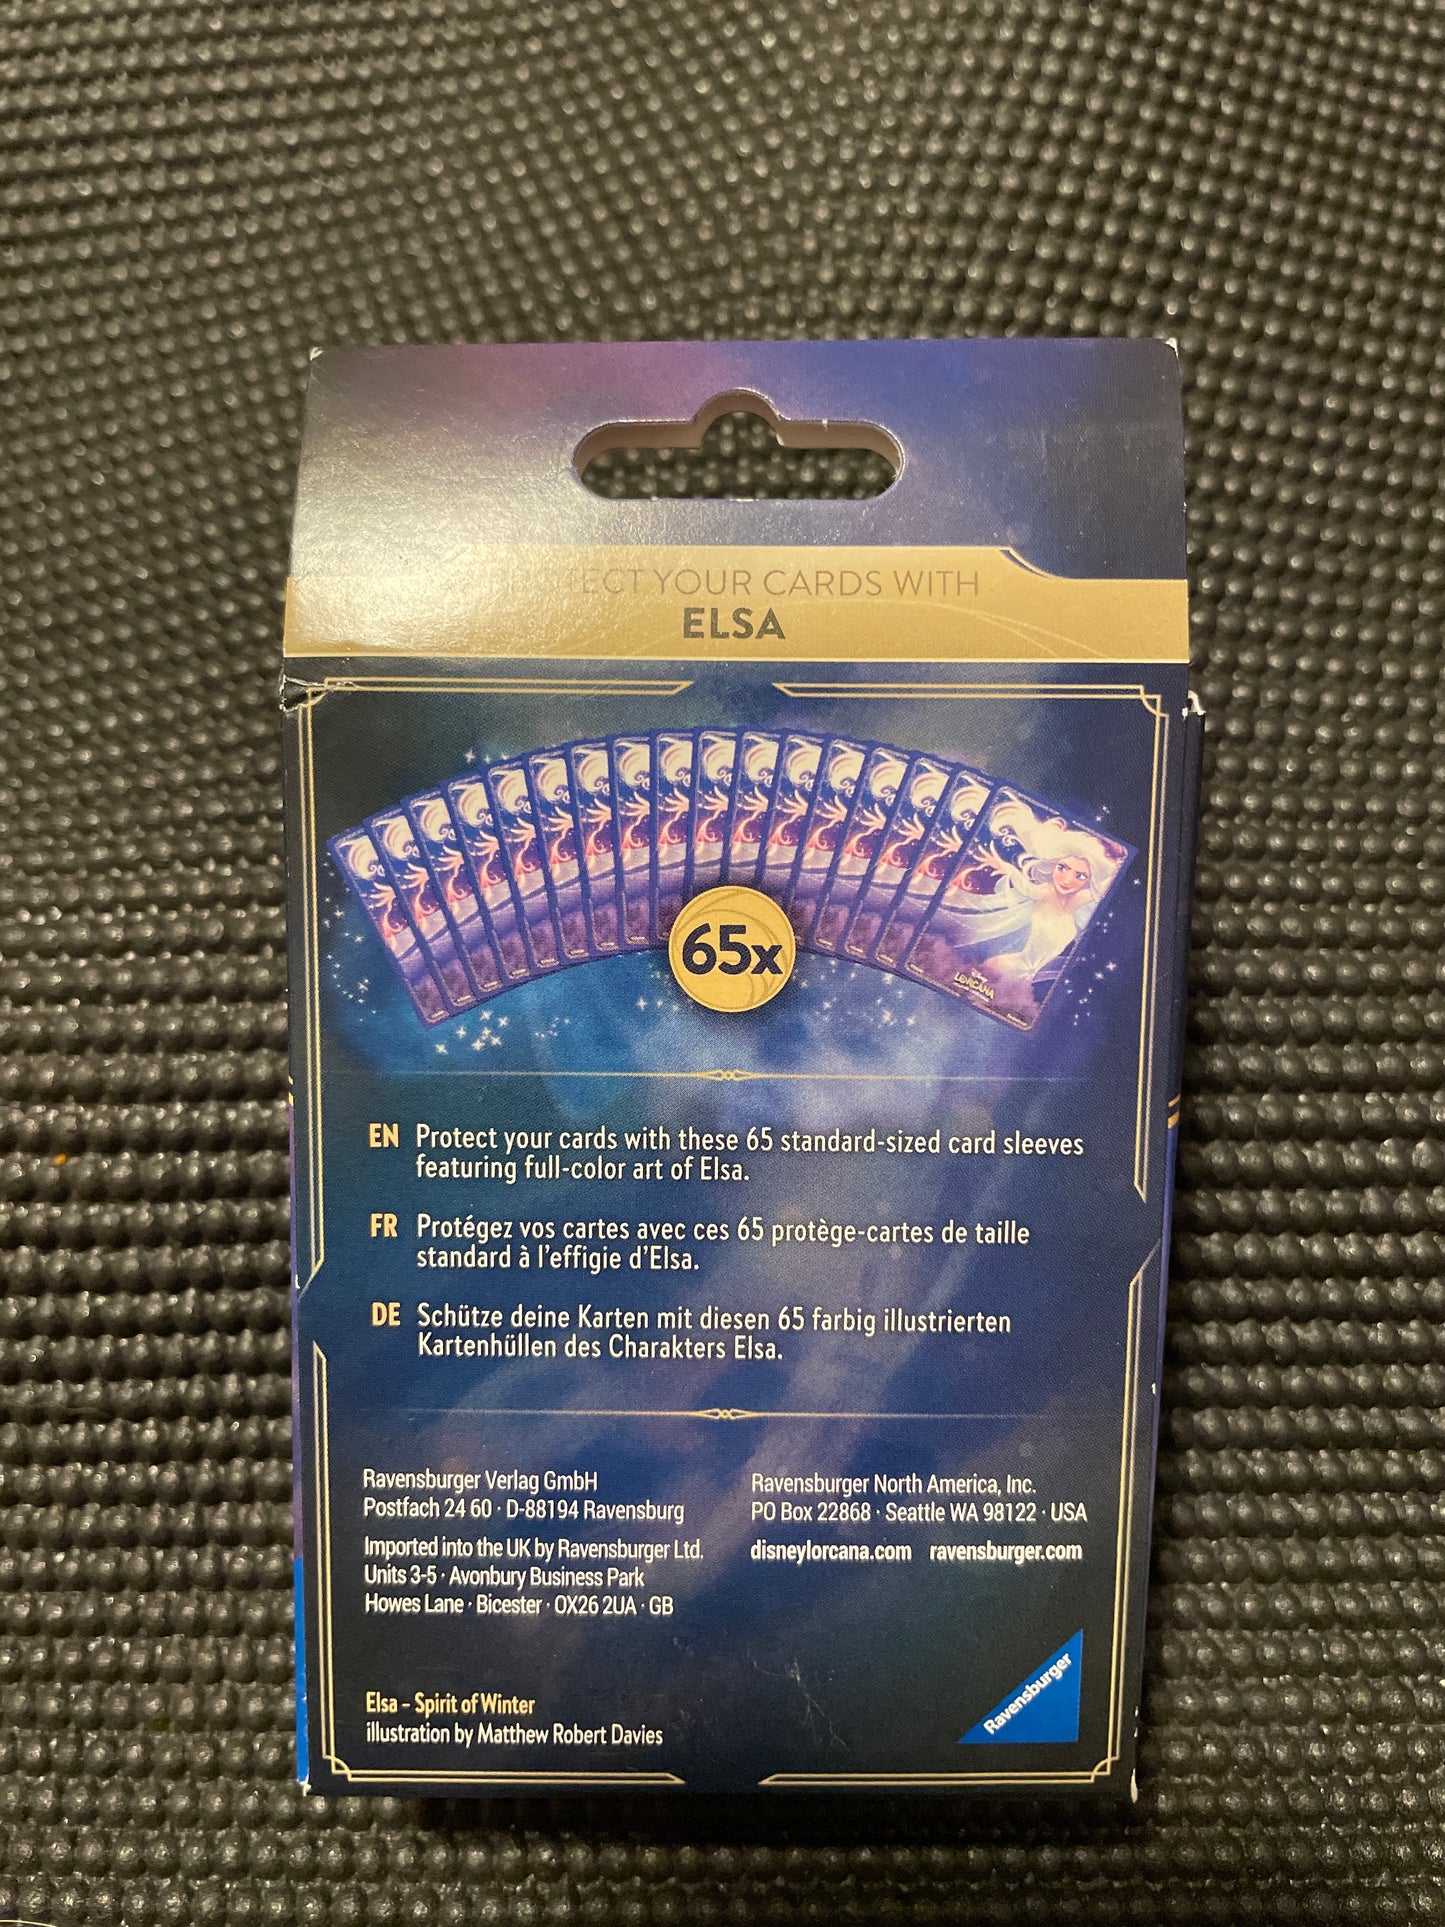 PROTECT YOUR CARDS WITH
ELSA
65x
LORCANA
EN Protect your cards with these 65 standard-sized card sleeves
featuring full-color art of Elsa.
FR Protégez vos cartes avec ces 65 protège-cartes de taille
standard à l'effigie d'Elsa.
DE Schütze deine Karten mit diesen 65 farbig illustrierten
Kartenhüllen des Charakters Elsa.
Ravensburger Verlag GmbH
Postfach 24 60 · D-88194 Ravensburg
Imported into the UK by Ravensburger Ltd.
Units 3-5 · Avonbury Business Park
Howes Lane · Bicester · OX26 2UA · GB
Ravensburger North America, Inc.
PO Box 22868 · Seattle WA 98122 · USA
disneylorcana.com ravensburger.com
Elsa – Spirit of Winter
illustration by Matthew Robert Davies
Ravensburger